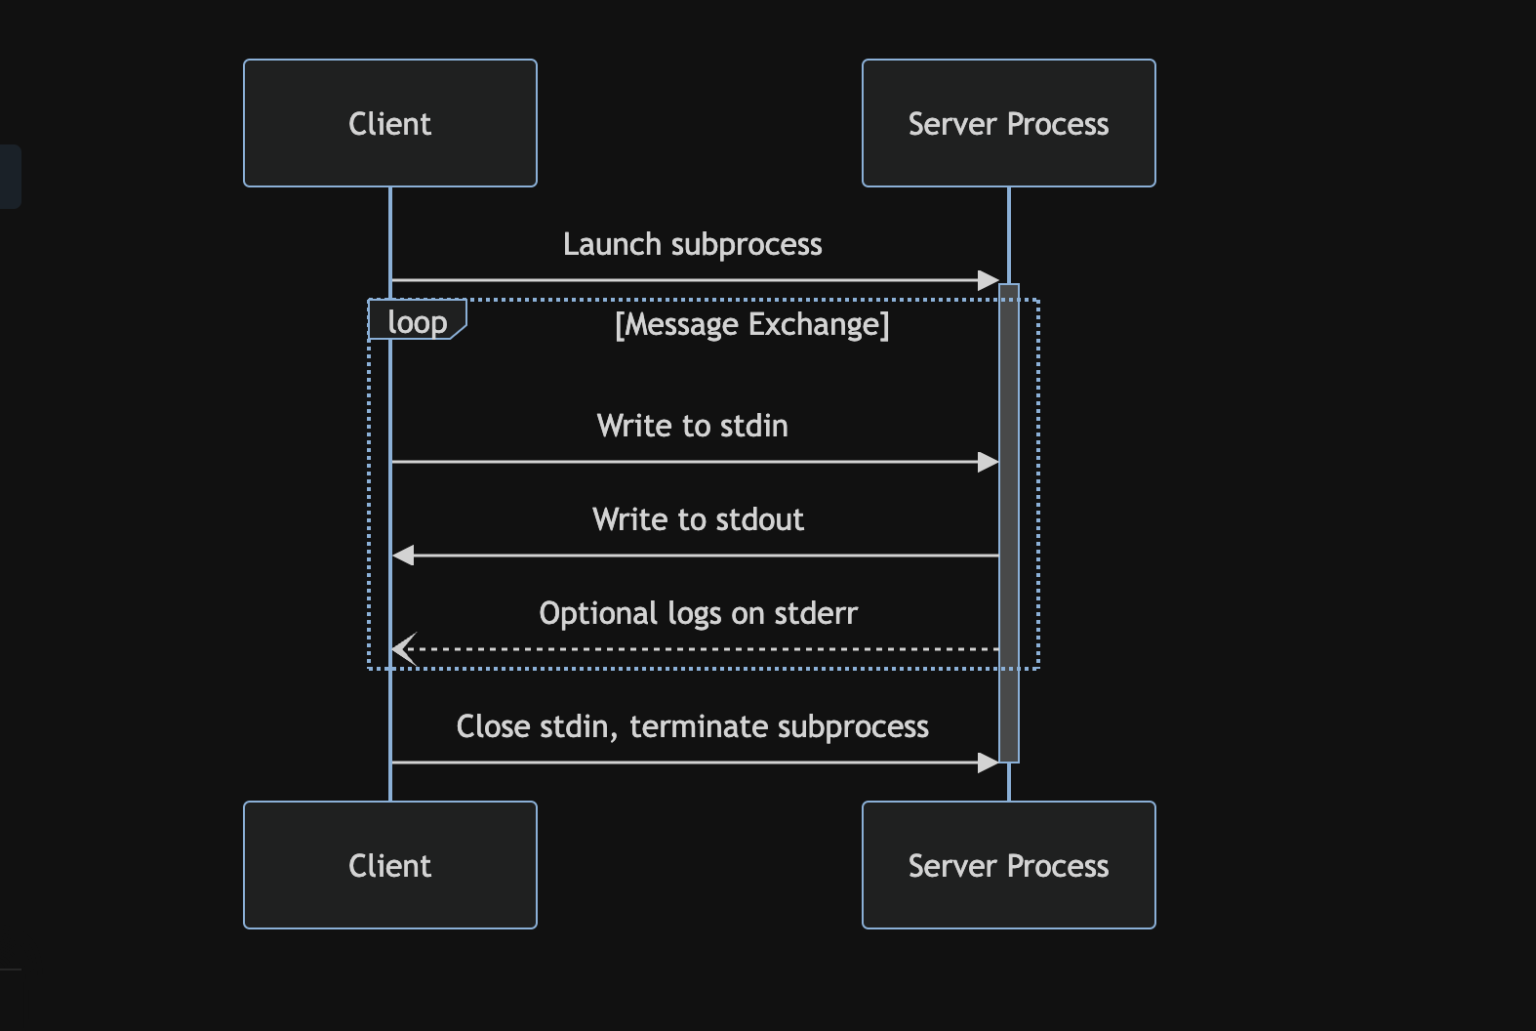 Client
Server Process
Launch subprocess
loop
[Message Exchange]
Write to stdin
Write to stdout
Optional logs on stderr
Close stdin, terminate subprocess
Client
Server Process